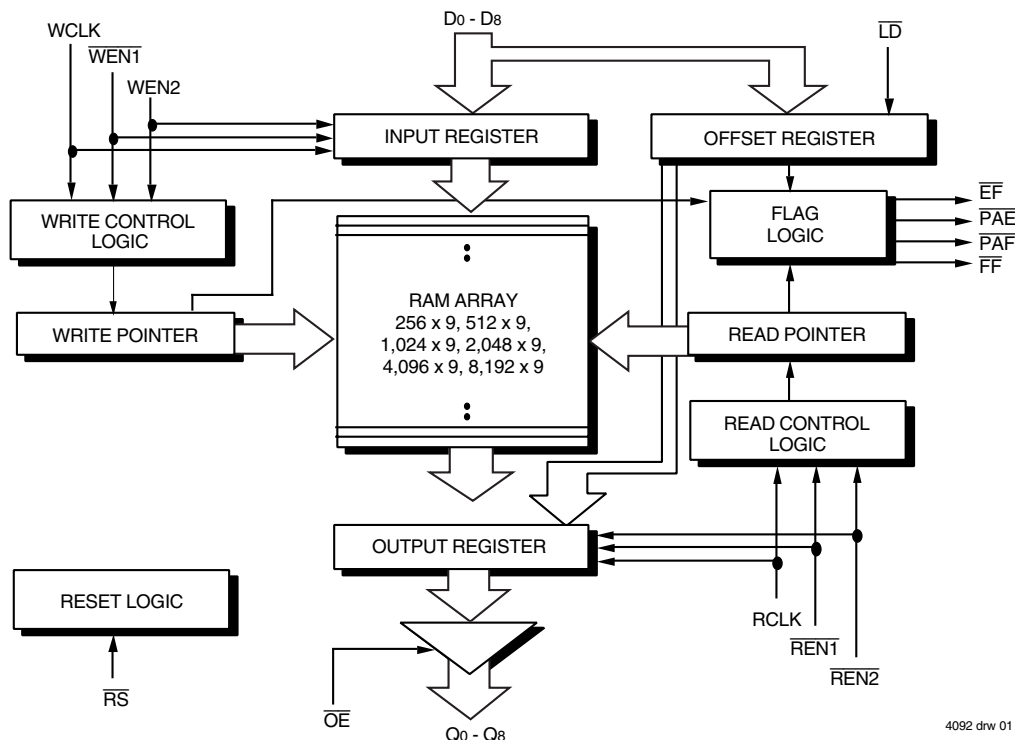 WCLK
WEN1
WEN2
D0 - D8
LD
INPUT REGISTER
OFFSET REGISTER
WRITE CONTROL
LOGIC
FLAG
LOGIC
EF
PAE
PAF
FF
RAM ARRAY
256 x 9, 512 x 9,
1,024 x 9, 2,048 x 9,
4,096 x 9, 8,192 x 9
WRITE POINTER
READ POINTER
READ CONTROL
LOGIC
OUTPUT REGISTER
RESET LOGIC
RCLK
REN1
REN2
RS
OE
Q0 - Q8
4092 drw 01